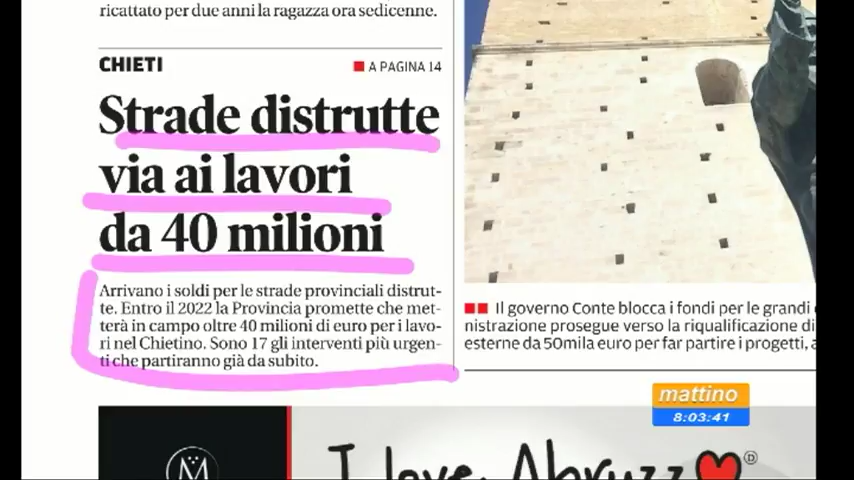 ricattato per due anni la ragazza ora sedicenne.
CHIETI
A PAGINA 14
Strade distrutte
via ai lavori
da 40 milioni
Arrivano i soldi per le strade provinciali distrut-
te. Entro il 2022 la Provincia promette che met-
terà in campo oltre 40 milioni di euro per i lavo-
ri nel Chietino. Sono 17 gli interventi più urgen-
ti che partiranno già da subito.
Il governo Conte blocca i fondi per le grandi
nistrazione prosegue verso la riqualificazione di
esterne da 50mila euro per far partire i progetti, a
mattino
8:03:41
M
I love Abruzz